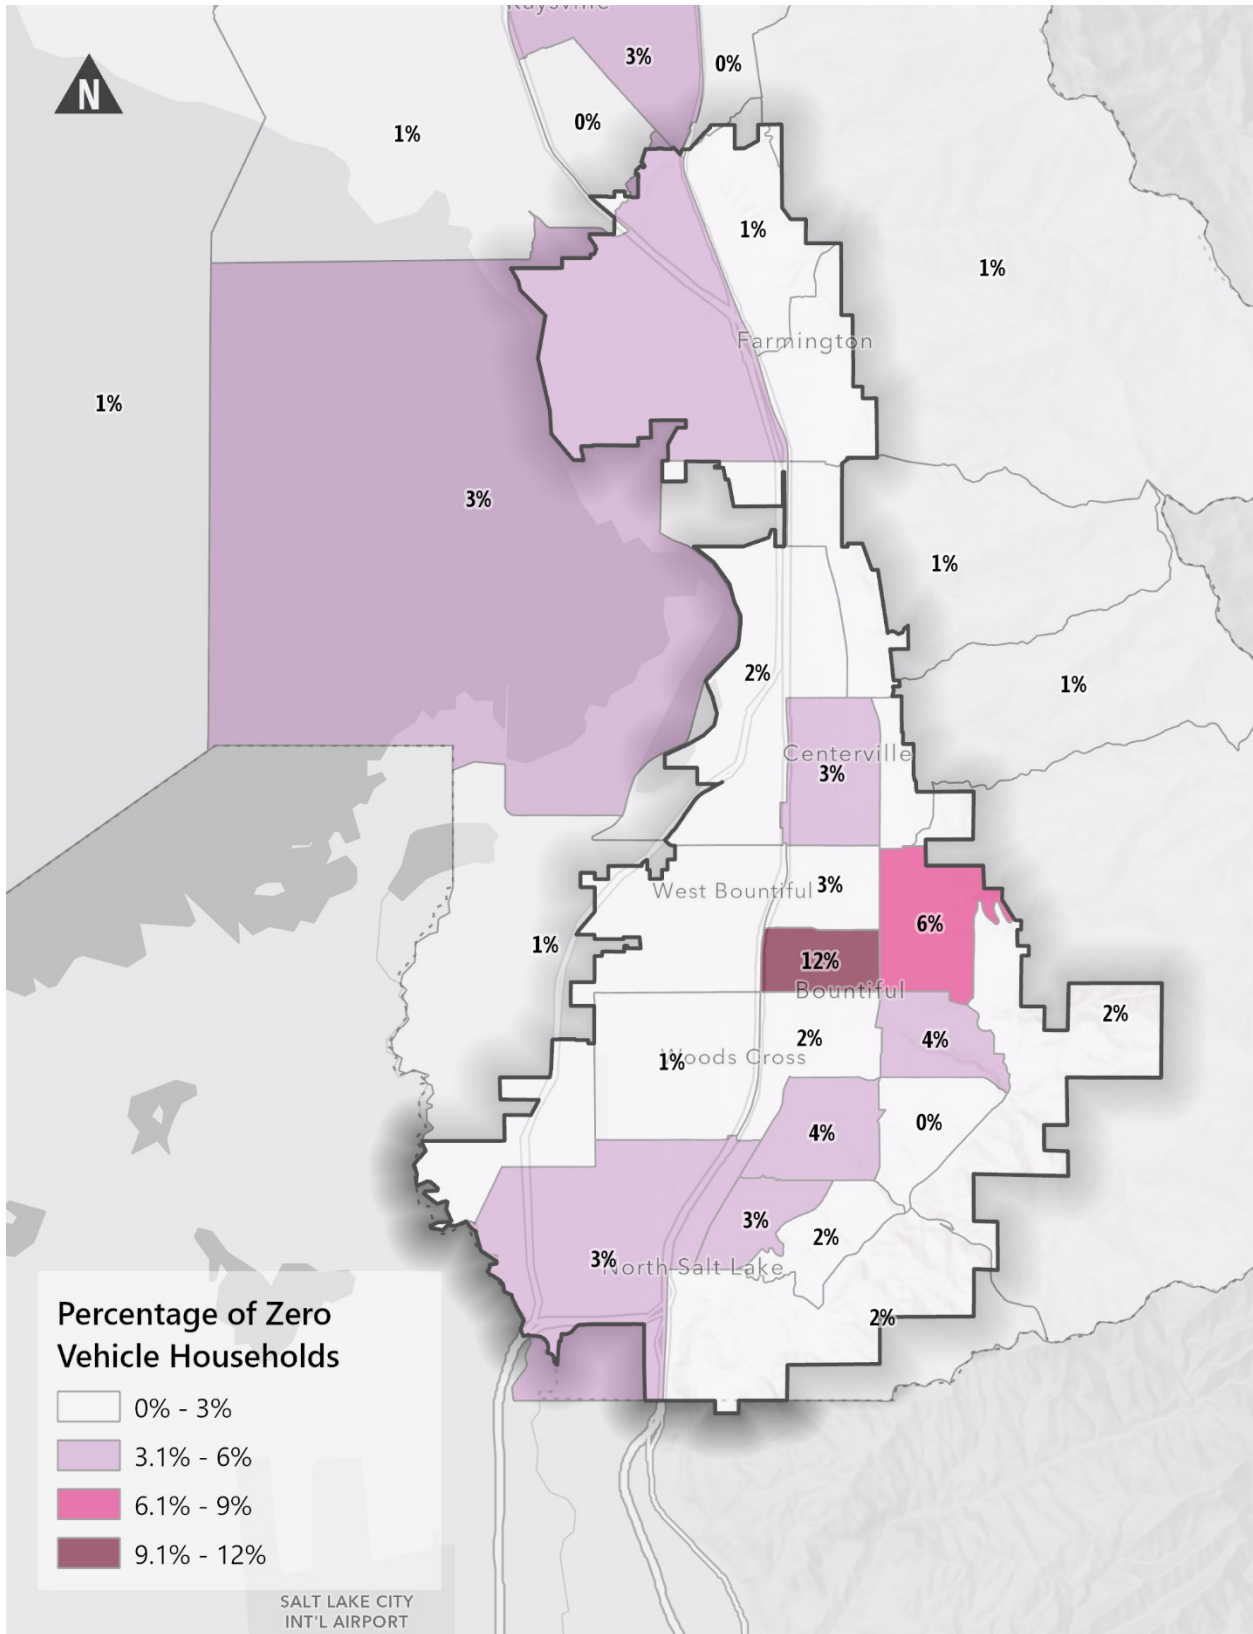 Kaysville
3%
0%
N
0%
1%
1%
1%
Farmington
1%
3%
1%
2%
1%
Centerville
3%
3%
West Bountiful
6%
1%
12%
Bountiful
2%
2%
4%
1%
Woods Cross
0%
4%
3%
2%
3%
North Salt Lake
2%
Percentage of Zero
Vehicle Households
0% - 3%
3.1% - 6%
6.1% - 9%
9.1% - 12%
SALT LAKE CITY
INT'L AIRPORT